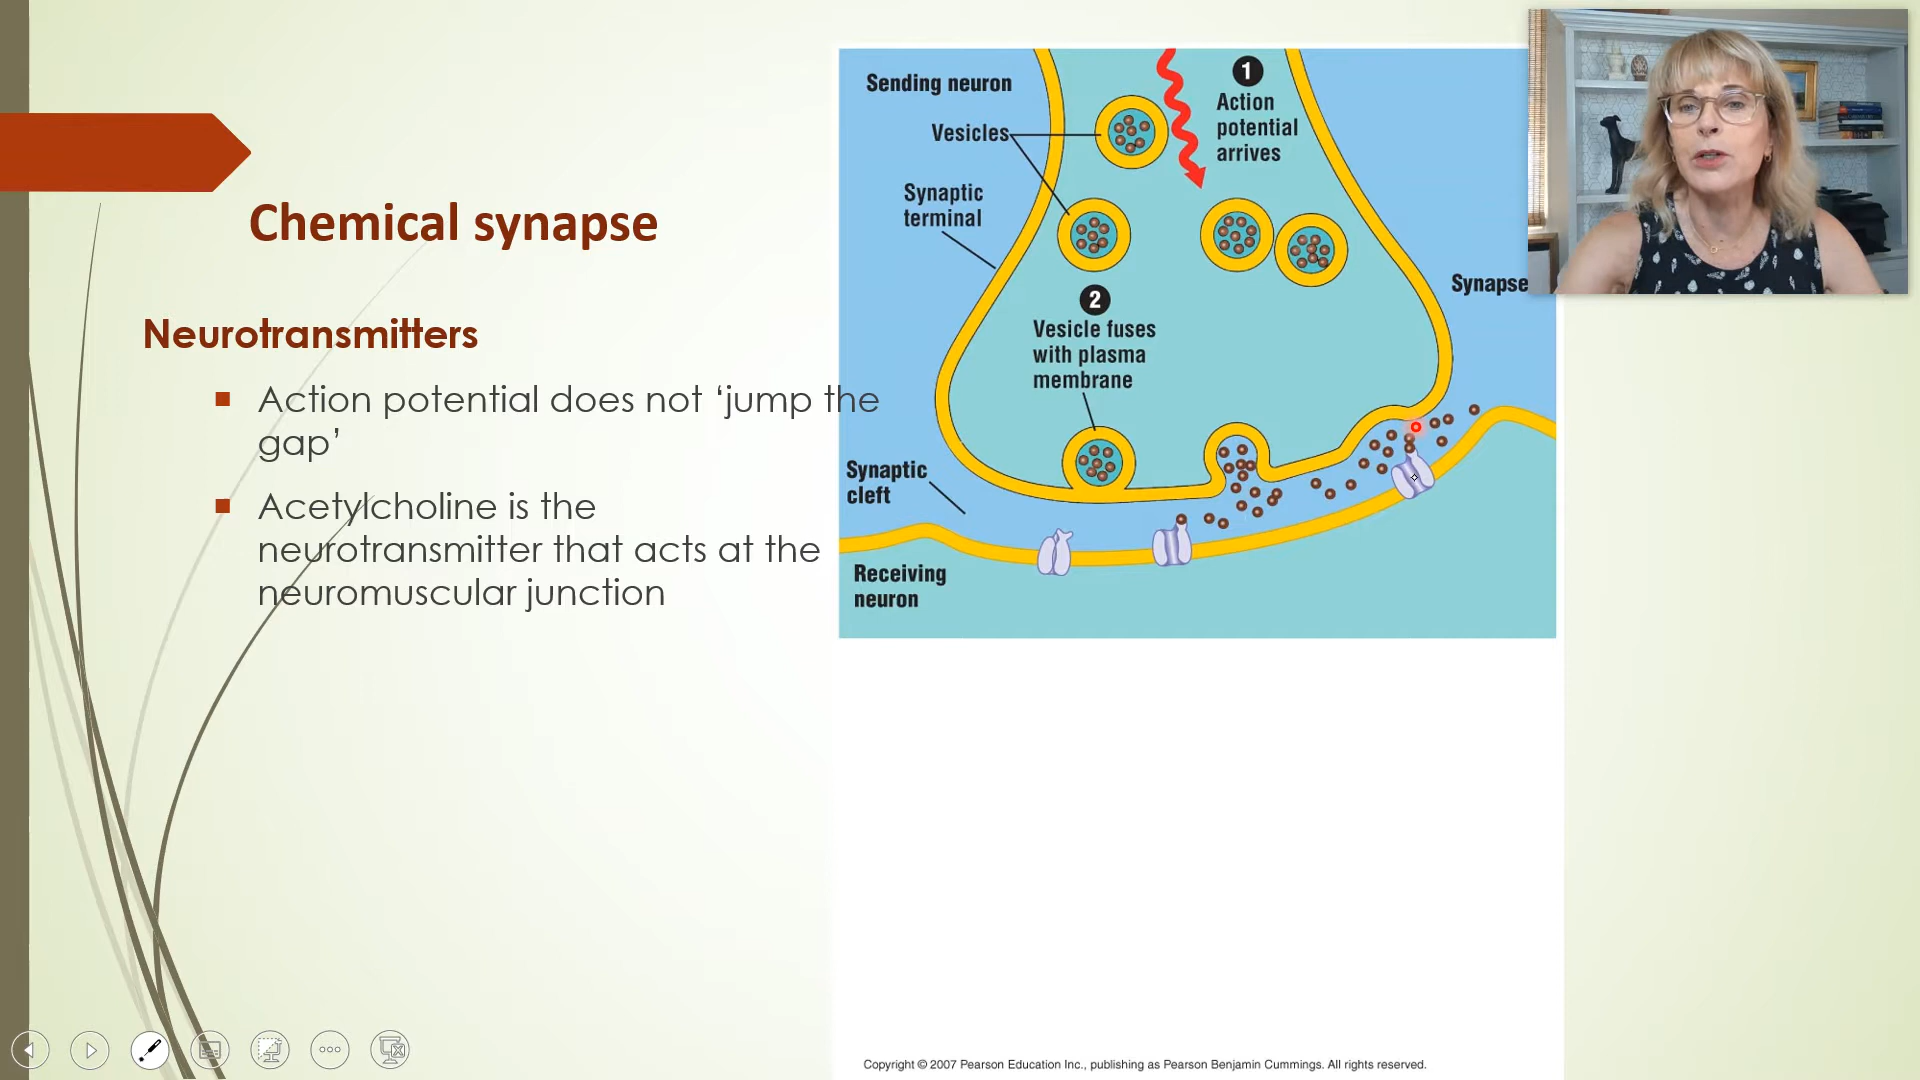 Chemical synapse
Neurotransmitters
Action potential does not ‘jump the
gap’
Acetylcholine is the
neurotransmitter that acts at the
neuromuscular junction
Sending neuron
Vesicles
Synaptic
terminal
1
Action
potential
arrives
Synapse
2
Vesicle fuses
with plasma
membrane
Synaptic
cleft
Receiving
neuron
Copyright © 2007 Pearson Education Inc., publishing as Pearson Benjamin Cummings. All rights reserved.